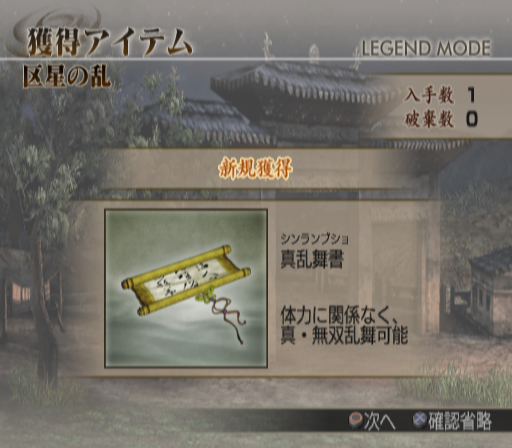 獲得アイテム
LEGEND MODE
区星の乱
入手数 1
破棄数 0
新規獲得
シンランブショ
真乱舞書
体力に関係なく、
真・無双乱舞可能
次へ 確認省略